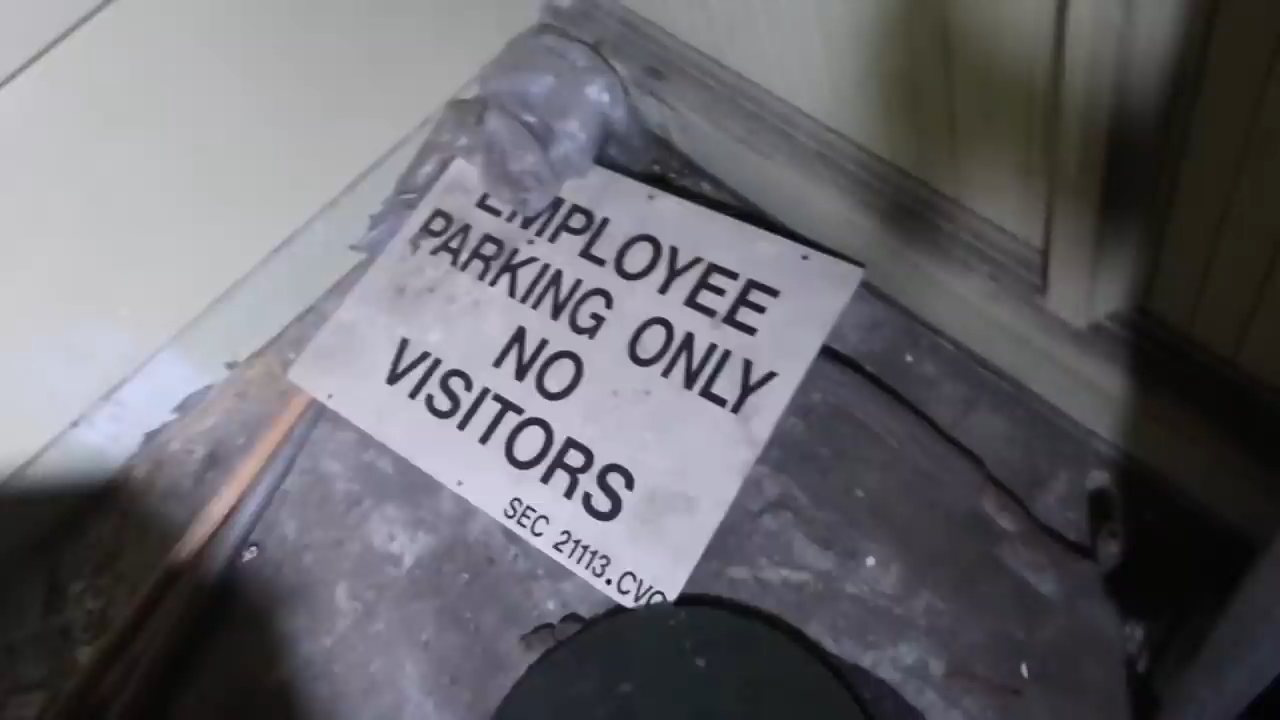 EMPLOYEE
PARKING ONLY
NO
VISITORS
SEC 21113.CVC